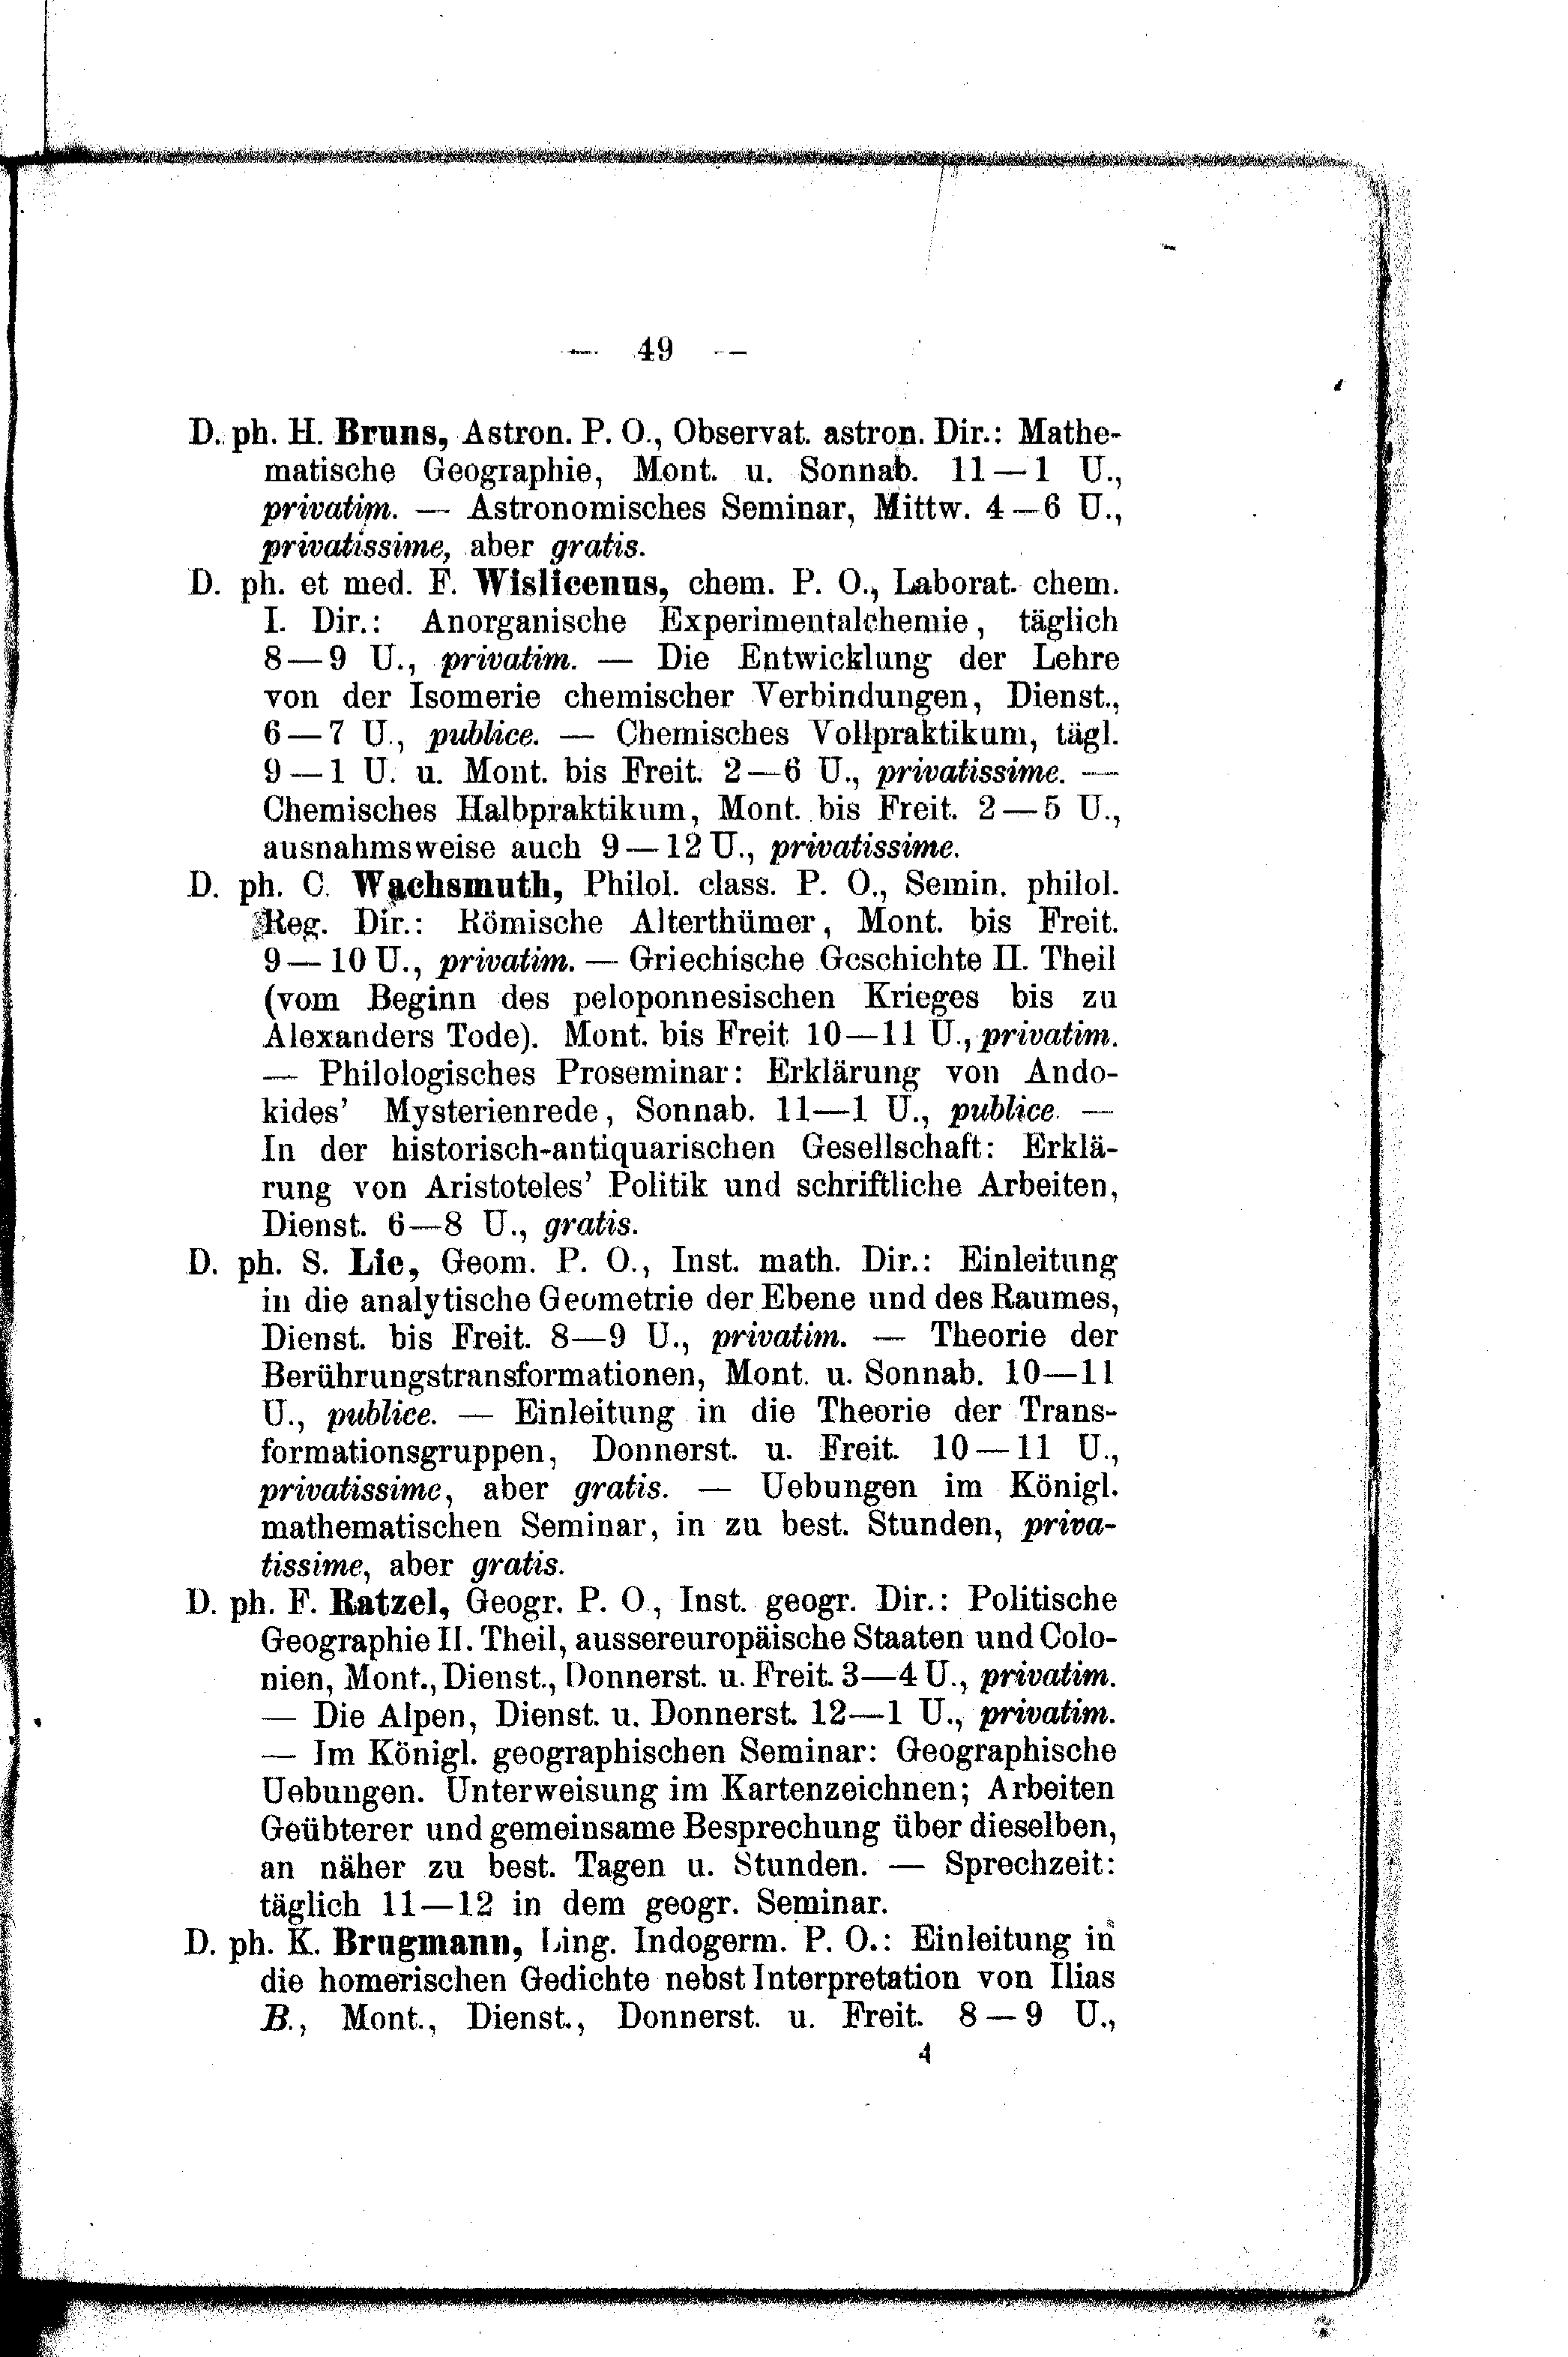 — 49 —
D. ph. H. Bruns, Astron. P. O., Observat. astron. Dir.: Mathe-
matische Geographie, Mont. u. Sonnab. 11—1 U.,
privatim. — Astronomisches Seminar, Mittw. 4—6 U.,
privatissime, aber gratis.
D. ph. et med. F. Wislicenus, chem. P. O., Laborat. chem.
I. Dir.: Anorganische Experimentalchemie, täglich
8—9 U., privatim. — Die Entwicklung der Lehre
von der Isomerie chemischer Verbindungen, Dienst.,
6—7 U., publice. — Chemisches Vollpraktikum, tägl.
9—1 U. u. Mont. bis Freit. 2—6 U., privatissime. —
Chemisches Halbpraktikum, Mont. bis Freit. 2—5 U.,
ausnahmsweise auch 9—12 U., privatissime.
D. ph. C. Wachsmuth, Philol. class. P. O., Semin. philol.
Reg. Dir.: Römische Alterthümer, Mont. bis Freit.
9—10 U., privatim. — Griechische Geschichte II. Theil
(vom Beginn des peloponnesischen Krieges bis zu
Alexanders Tode). Mont. bis Freit. 10—11 U., privatim.
— Philologisches Proseminar: Erklärung von Ando-
kides' Mysterienrede, Sonnab. 11—1 U., publice. —
In der historisch-antiquarischen Gesellschaft: Erklä-
rung von Aristoteles' Politik und schriftliche Arbeiten,
Dienst. 6—8 U., gratis.
D. ph. S. Lie, Geom. P. O., Inst. math. Dir.: Einleitung
in die analytische Geometrie der Ebene und des Raumes,
Dienst. bis Freit. 8—9 U., privatim. — Theorie der
Berührungstransformationen, Mont. u. Sonnab. 10—11
U., publice. — Einleitung in die Theorie der Trans-
formationsgruppen, Donnerst. u. Freit. 10—11 U.,
privatissime, aber gratis. — Uebungen im Königl.
mathematischen Seminar, in zu best. Stunden, priva-
tissime, aber gratis.
D. ph. F. Ratzel, Geogr. P. O., Inst. geogr. Dir.: Politische
Geographie II. Theil, aussereuropäische Staaten und Colo-
nien, Mont., Dienst., Donnerst. u. Freit. 3—4 U., privatim.
— Die Alpen, Dienst. u. Donnerst. 12—1 U., privatim.
— Im Königl. geographischen Seminar: Geographische
Uebungen. Unterweisung im Kartenzeichnen; Arbeiten
Geübterer und gemeinsame Besprechung über dieselben,
an näher zu best. Tagen u. Stunden. — Sprechzeit:
täglich 11—12 in dem geogr. Seminar.
D. ph. K. Brugmann, Ling. Indogerm. P. O.: Einleitung in
die homerischen Gedichte nebst Interpretation von Ilias
B., Mont., Dienst., Donnerst. u. Freit. 8—9 U.,
4